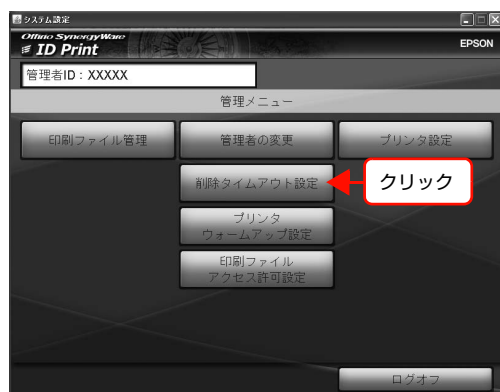 システム設定
Offirio SynergyWare
ID Print
EPSON
管理者ID：XXXXX
管理メニュー
印刷ファイル管理
管理者の変更
プリンタ設定
削除タイムアウト設定
クリック
プリンタ
ウォームアップ設定
印刷ファイル
アクセス許可設定
ログオフ